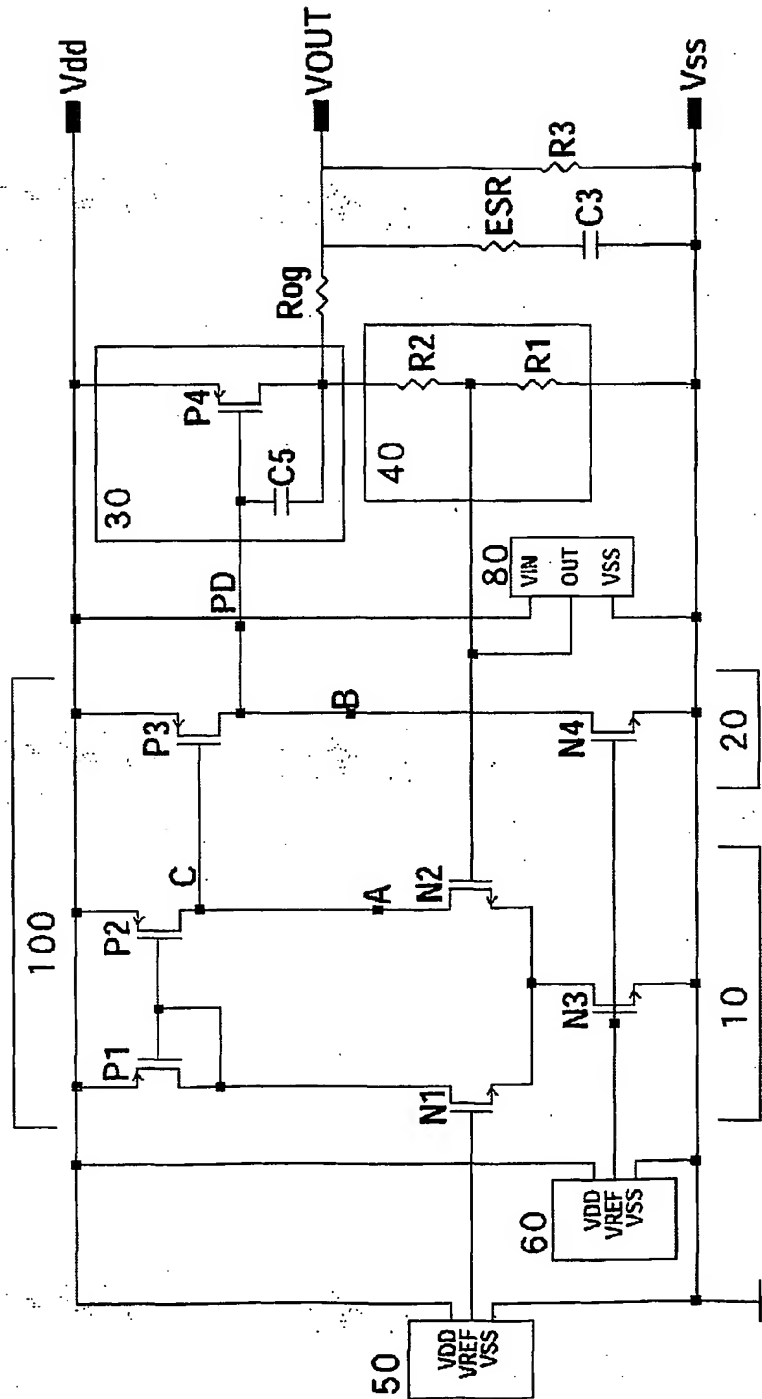 100
Vdd
P1
P2
P3
P4
30
C5
C
PD
Rog
VOUT
A
B
40
R2
R1
ESR
C3
R3
N1
N2
80
VIN
OUT
VSS
50
VDD
VREF
VSS
60
VDD
VREF
VSS
N3
N4
Vss
10
20